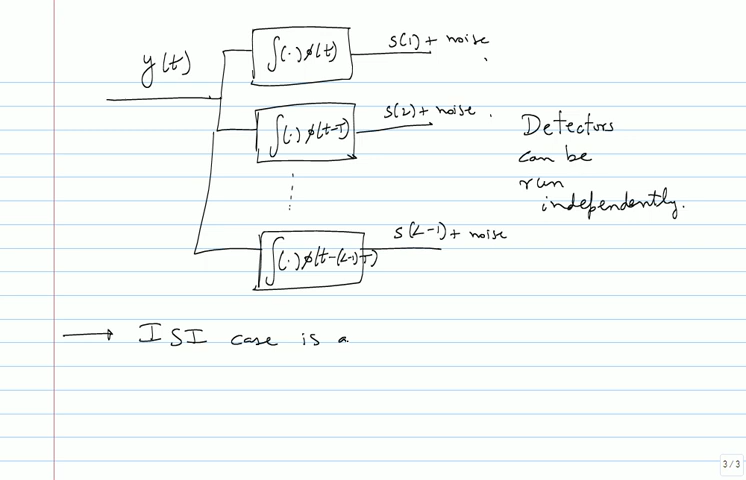 y(t)
∫(·) φ(t)
s(1) + noise
∫(·) φ(t-T)
s(2) + noise .
∫(·) φ(t-(L-1)T)
s(L-1) + noise
Detectors
can be
run
independently.
→ ISI case is a
3 / 3